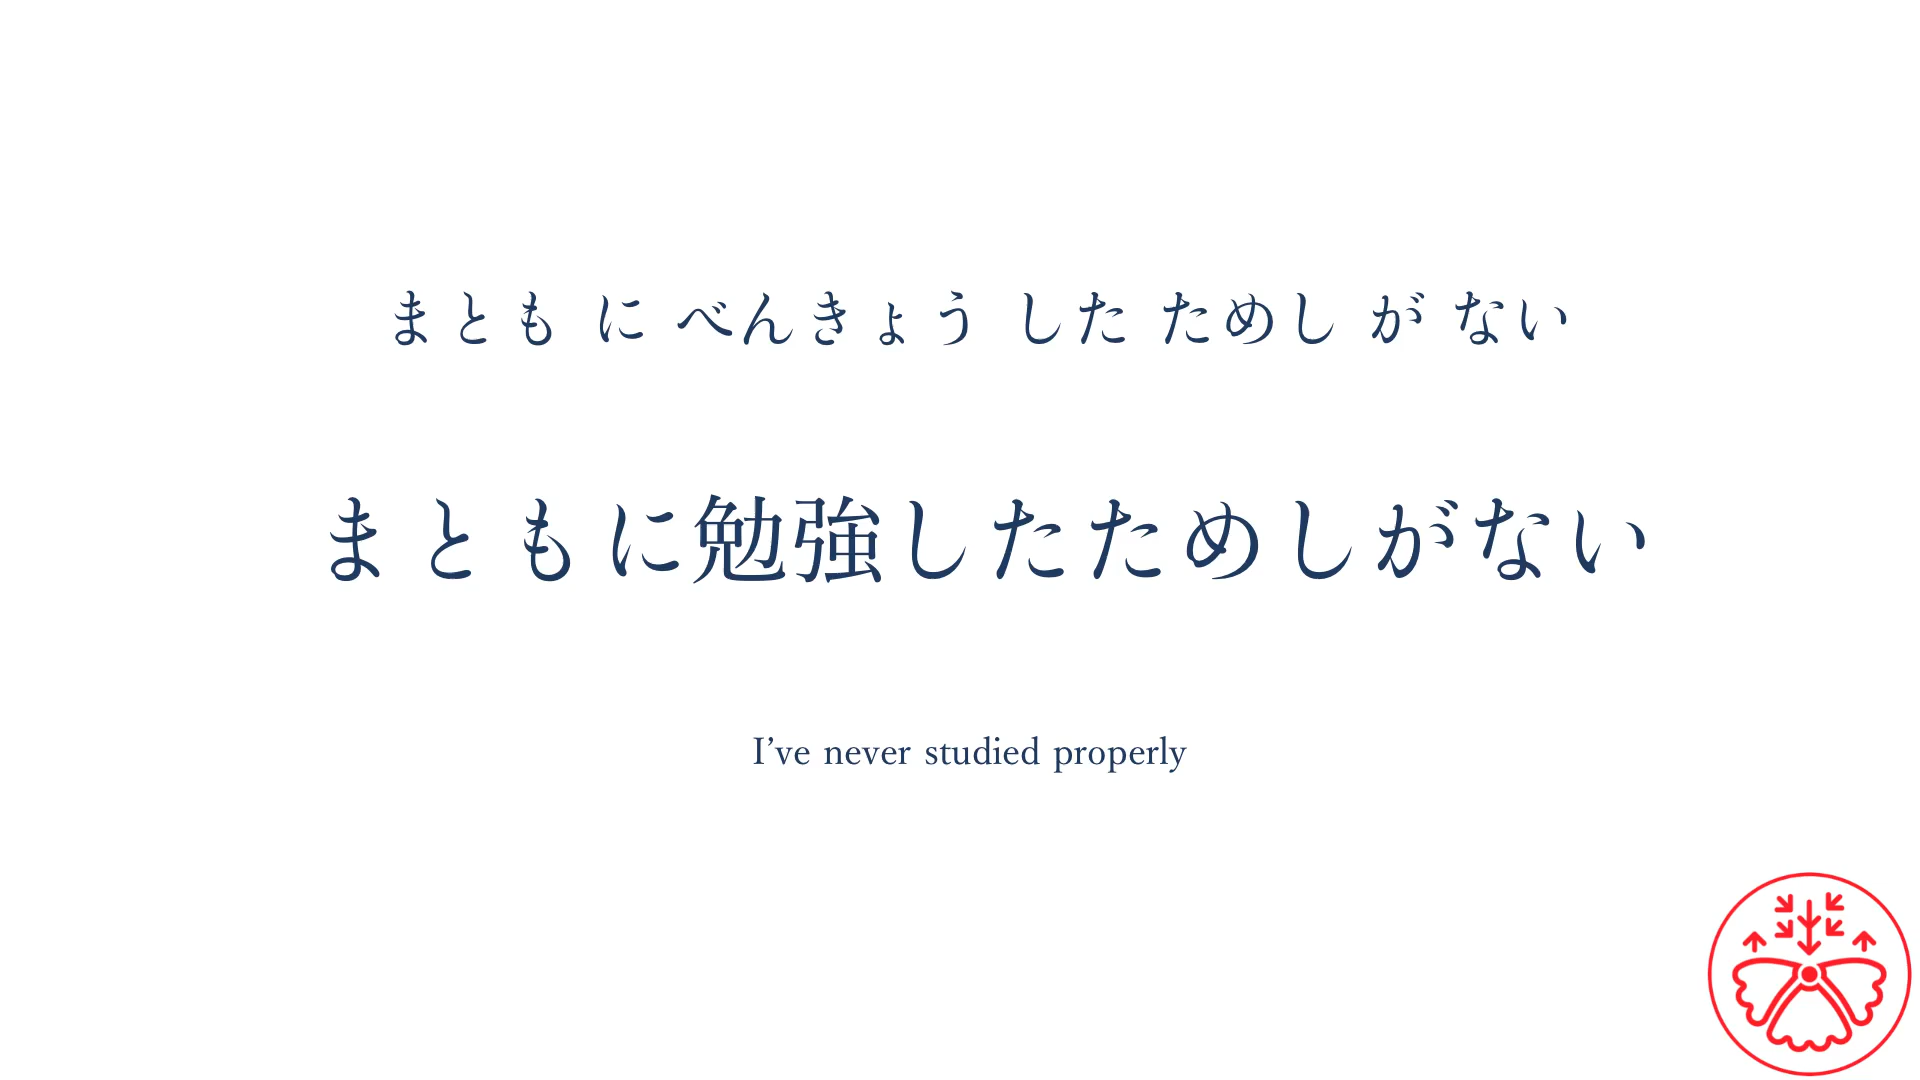 まとも に べんきょう した ためし が ない
まともに勉強したためしがない
I’ve never studied properly